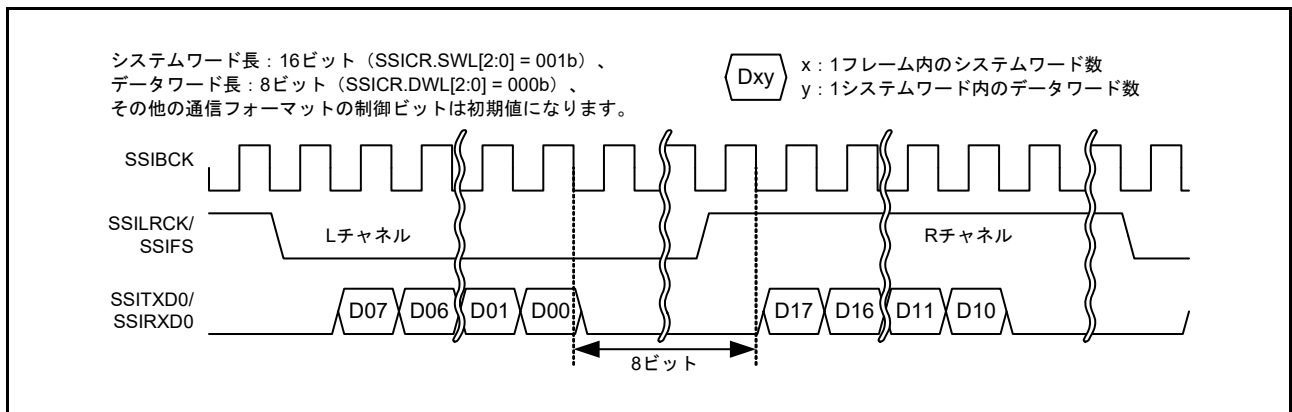 システムワード長：16ビット（SSICR.SWL[2:0] = 001b）、
データワード長：8ビット（SSICR.DWL[2:0] = 000b）、
その他の通信フォーマットの制御ビットは初期値になります。
Dxy
x：1フレーム内のシステムワード数
y：1システムワード内のデータワード数
SSIBCK
SSILRCK/
SSIFS
Lチャネル
Rチャネル
SSITXD0/
SSIRXD0
D07 D06 D01 D00 D17 D16 D11 D10
8ビット